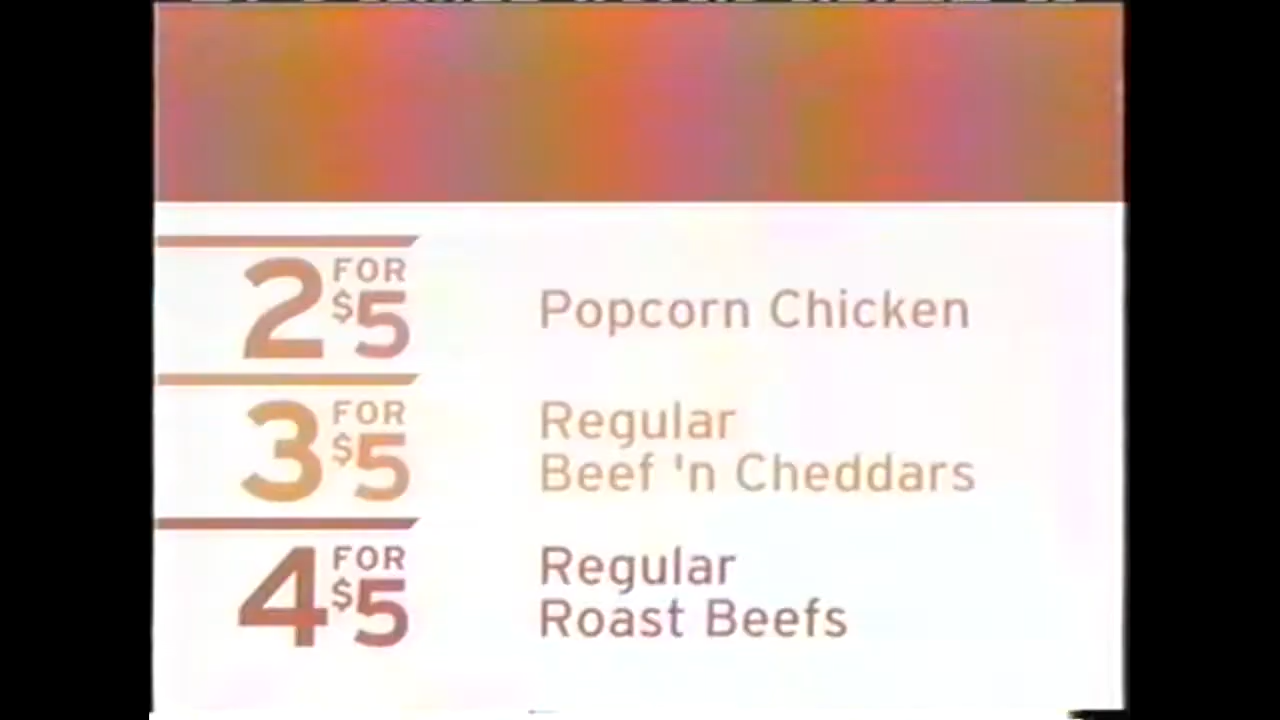 2 FOR $5 Popcorn Chicken
3 FOR $5 Regular
Beef 'n Cheddars
4 FOR $5 Regular
Roast Beefs